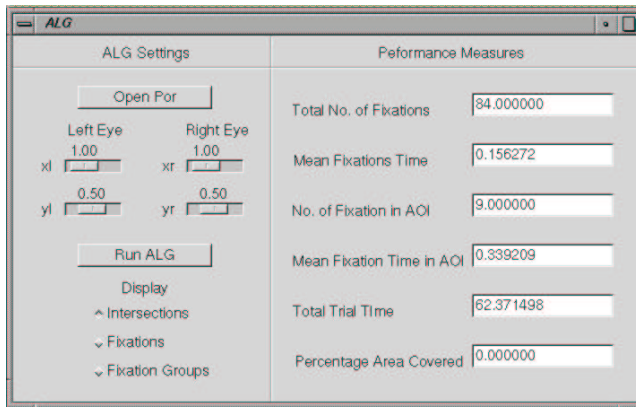 ALG
ALG Settings
Open Por
Left Eye Right Eye
1.00 1.00
xl xr
0.50 0.50
yl yr
Run ALG
Display
Intersections
Fixations
Fixation Groups
Peformance Measures
Total No. of Fixations 84.000000
Mean Fixations Time 0.156272
No. of Fixation in AOI 9.000000
Mean Fixation Time in AOI 0.339209
Total Trial TIme 62.371498
Percentage Area Covered 0.000000